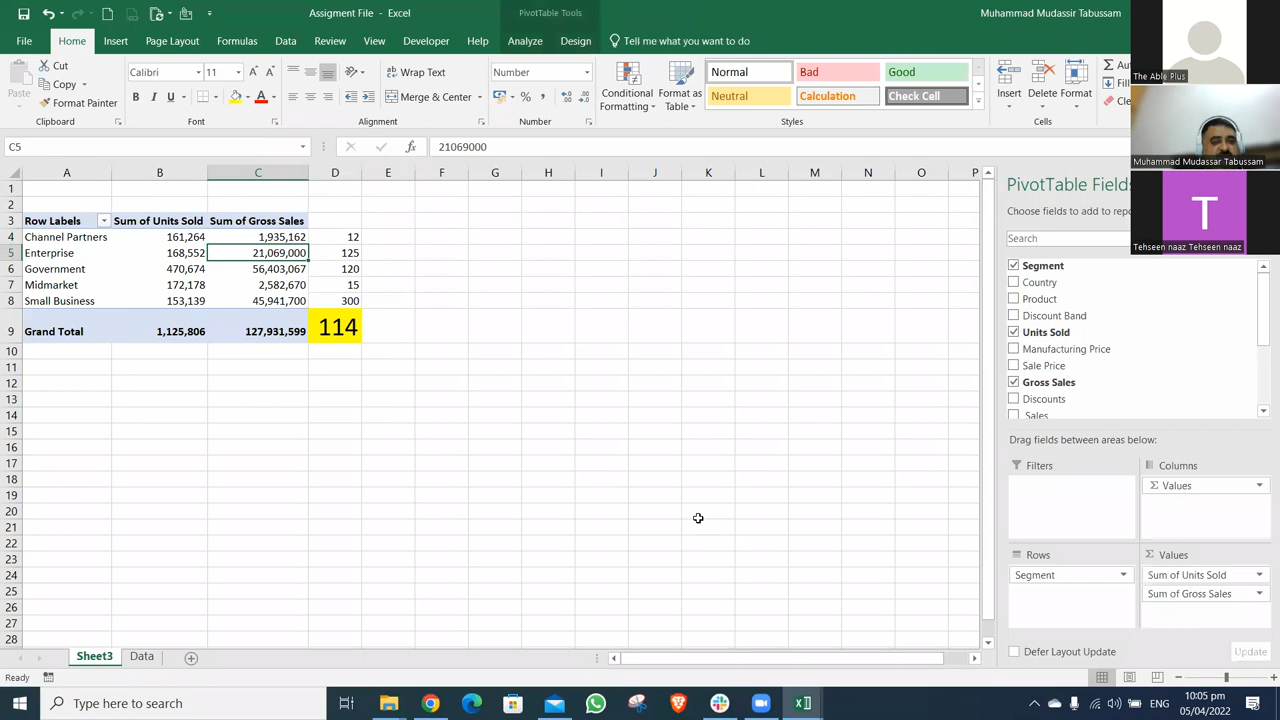 Assigment File - Excel
PivotTable Tools
Muhammad Mudassir Tabussam
File Home Insert Page Layout Formulas Data Review View Developer Help Analyze Design Tell me what you want to do
Paste
Cut
Copy
Format Painter
Clipboard
Calibri 11
B I U
Font
Wrap Text
Merge & Center
Alignment
Number
Number
Conditional Formatting
Format as Table
Normal Bad Good
Neutral Calculation Check Cell
Styles
Insert Delete Format
Cells
The Able Plus
Muhammad Mudassar Tabussam
T
Tehseen naaz Tehseen naaz
C5 fx 21069000
A B C D E F G H I J K L M N O P
1
2
3 Row Labels Sum of Units Sold Sum of Gross Sales
4 Channel Partners 161,264 1,935,162 12
5 Enterprise 168,552 21,069,000 125
6 Government 470,674 56,403,067 120
7 Midmarket 172,178 2,582,670 15
8 Small Business 153,139 45,941,700 300
9 Grand Total 1,125,806 127,931,599 114
10
11
12
13
14
15
16
17
18
19
20
21
22
23
24
25
26
27
28
PivotTable Fields
Search
Segment
Country
Product
Discount Band
Units Sold
Manufacturing Price
Sale Price
Gross Sales
Discounts
Sales
Drag fields between areas below:
Filters
Columns
Σ Values
Rows
Segment
Σ Values
Sum of Units Sold
Sum of Gross Sales
Defer Layout Update Update
Sheet3 Data
Ready
Type here to search
ENG
10:05 pm
05/04/2022